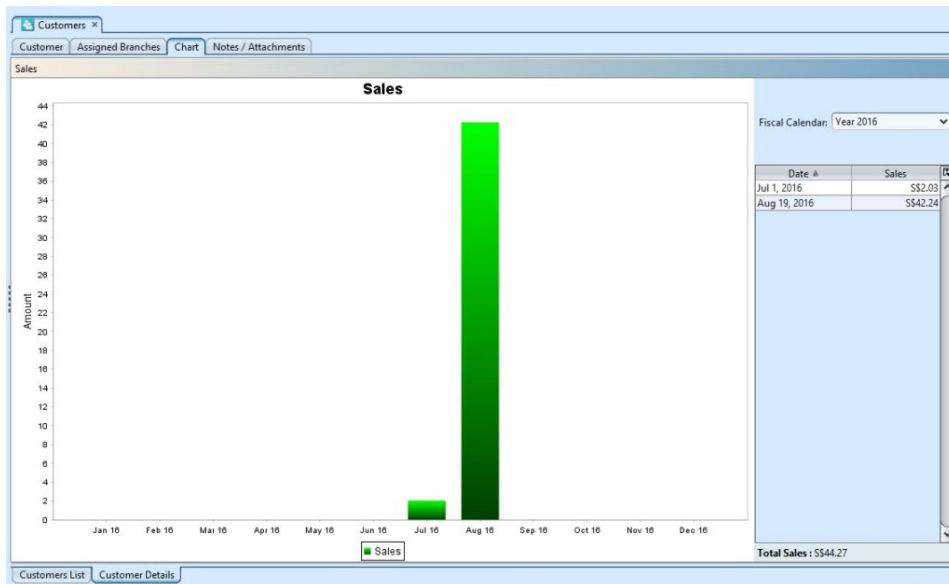 Customers ×
Customer Assigned Branches Chart Notes / Attachments
Sales
Sales
Fiscal Calendar: Year 2016
Date Sales
Jul 1, 2016 S$2.03
Aug 19, 2016 S$42.24
Amount
44
42
40
38
36
34
32
30
28
26
24
22
20
18
16
14
12
10
8
6
4
2
0
Jan 16 Feb 16 Mar 16 Apr 16 May 16 Jun 16 Jul 16 Aug 16 Sep 16 Oct 16 Nov 16 Dec 16
Sales
Total Sales : S$44.27
Customers List Customer Details